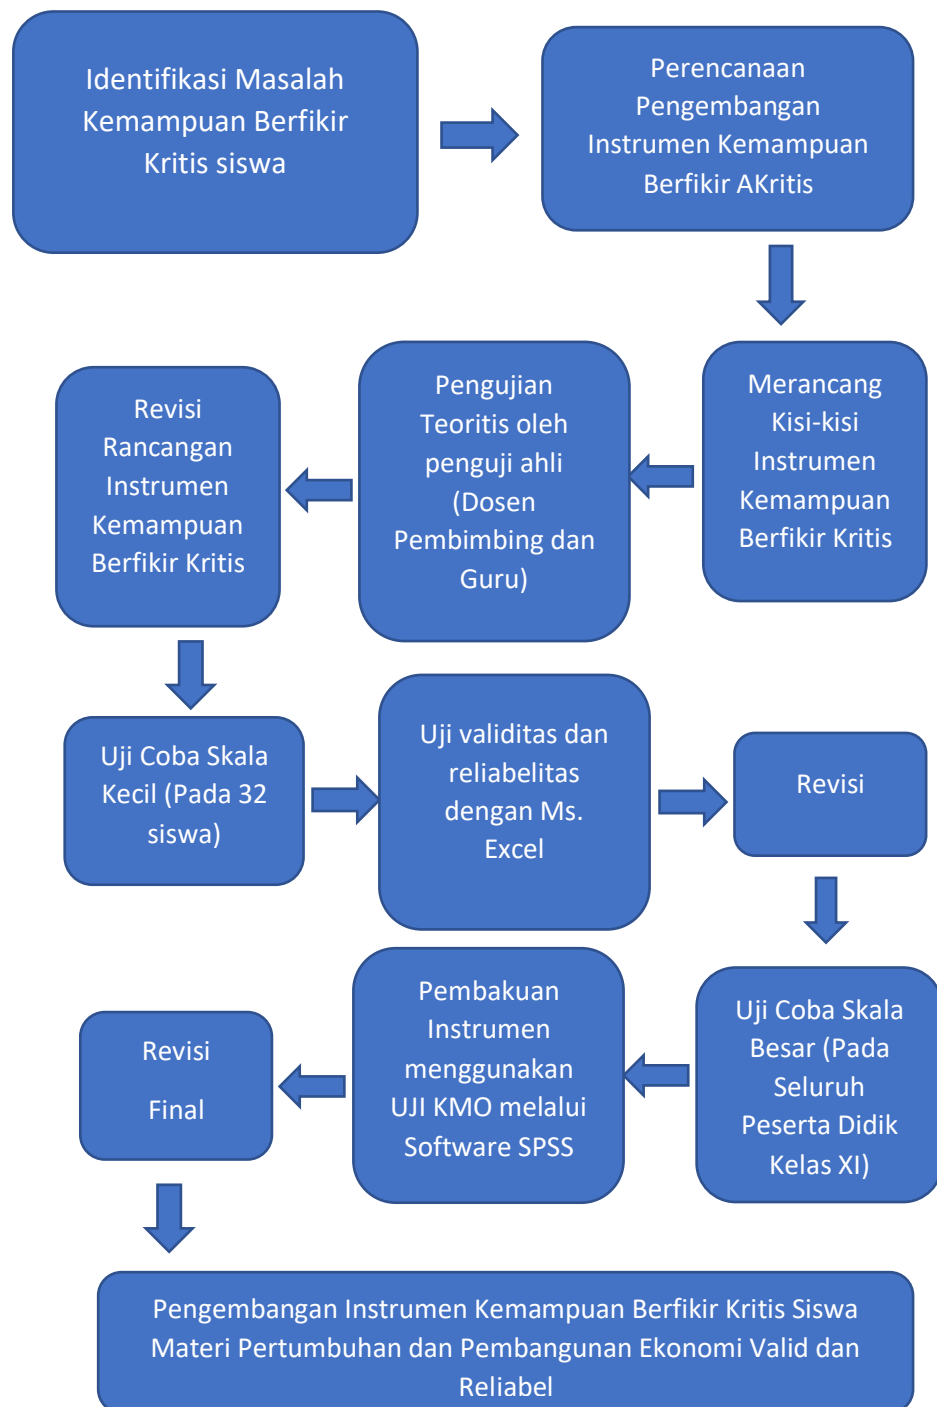 Identifikasi Masalah
Kemampuan Berfikir
Kritis siswa
Perencanaan
Pengembangan
Instrumen Kemampuan
Berfikir AKritis
Merancang
Kisi-kisi
Instrumen
Kemampuan
Berfikir Kritis
Pengujian
Teoritis oleh
penguji ahli
(Dosen
Pembimbing dan
Guru)
Revisi
Rancangan
Instrumen
Kemampuan
Berfikir Kritis
Uji Coba Skala
Kecil (Pada 32
siswa)
Uji validitas dan
reliabelitas
dengan Ms.
Excel
Revisi
Uji Coba Skala
Besar (Pada
Seluruh
Peserta Didik
Kelas XI)
Pembakuan
Instrumen
menggunakan
UJI KMO melalui
Software SPSS
Revisi
Final
Pengembangan Instrumen Kemampuan Berfikir Kritis Siswa
Materi Pertumbuhan dan Pembangunan Ekonomi Valid dan
Reliabel